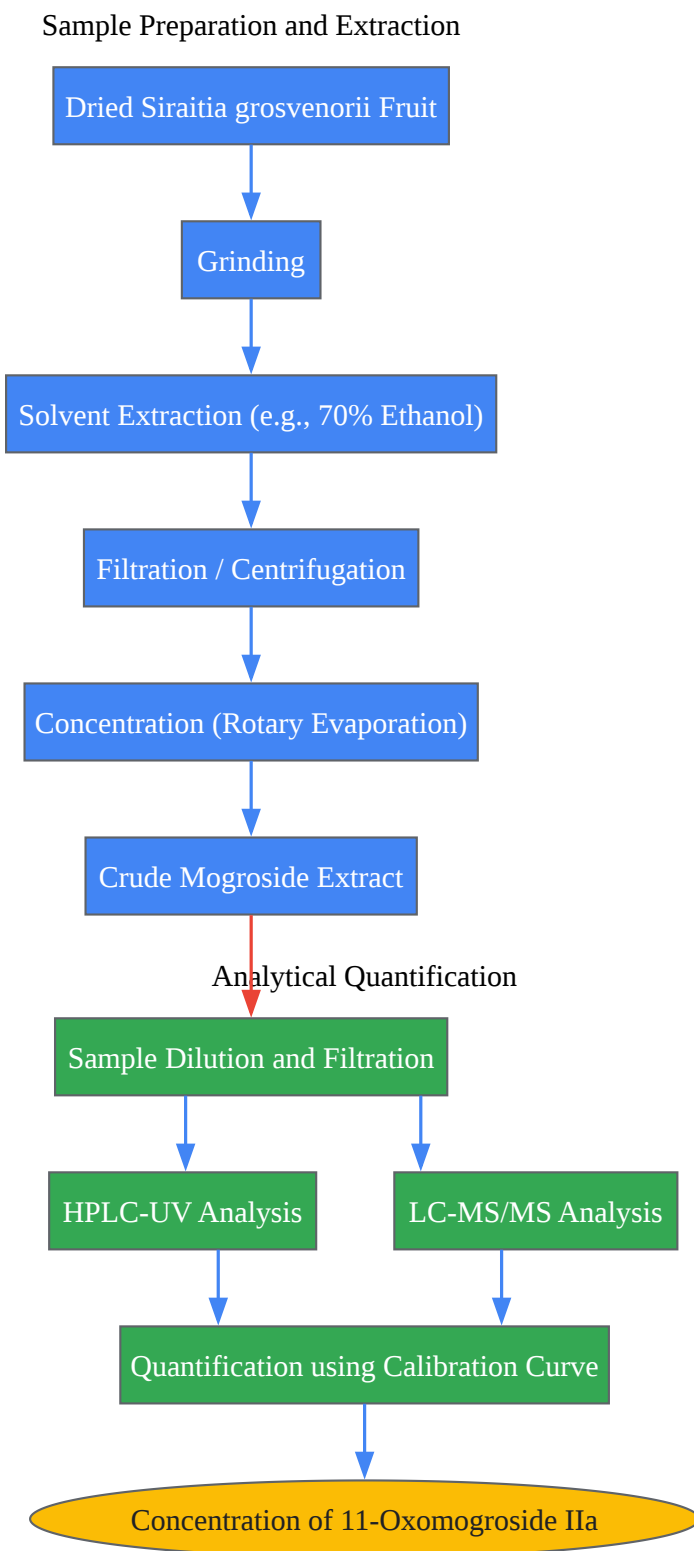 Sample Preparation and Extraction
Dried Siraitia grosvenorii Fruit
Grinding
Solvent Extraction (e.g., 70% Ethanol)
Filtration / Centrifugation
Concentration (Rotary Evaporation)
Crude Mogroside Extract
Analytical Quantification
Sample Dilution and Filtration
HPLC-UV Analysis
LC-MS/MS Analysis
Quantification using Calibration Curve
Concentration of 11-Oxomogroside IIa